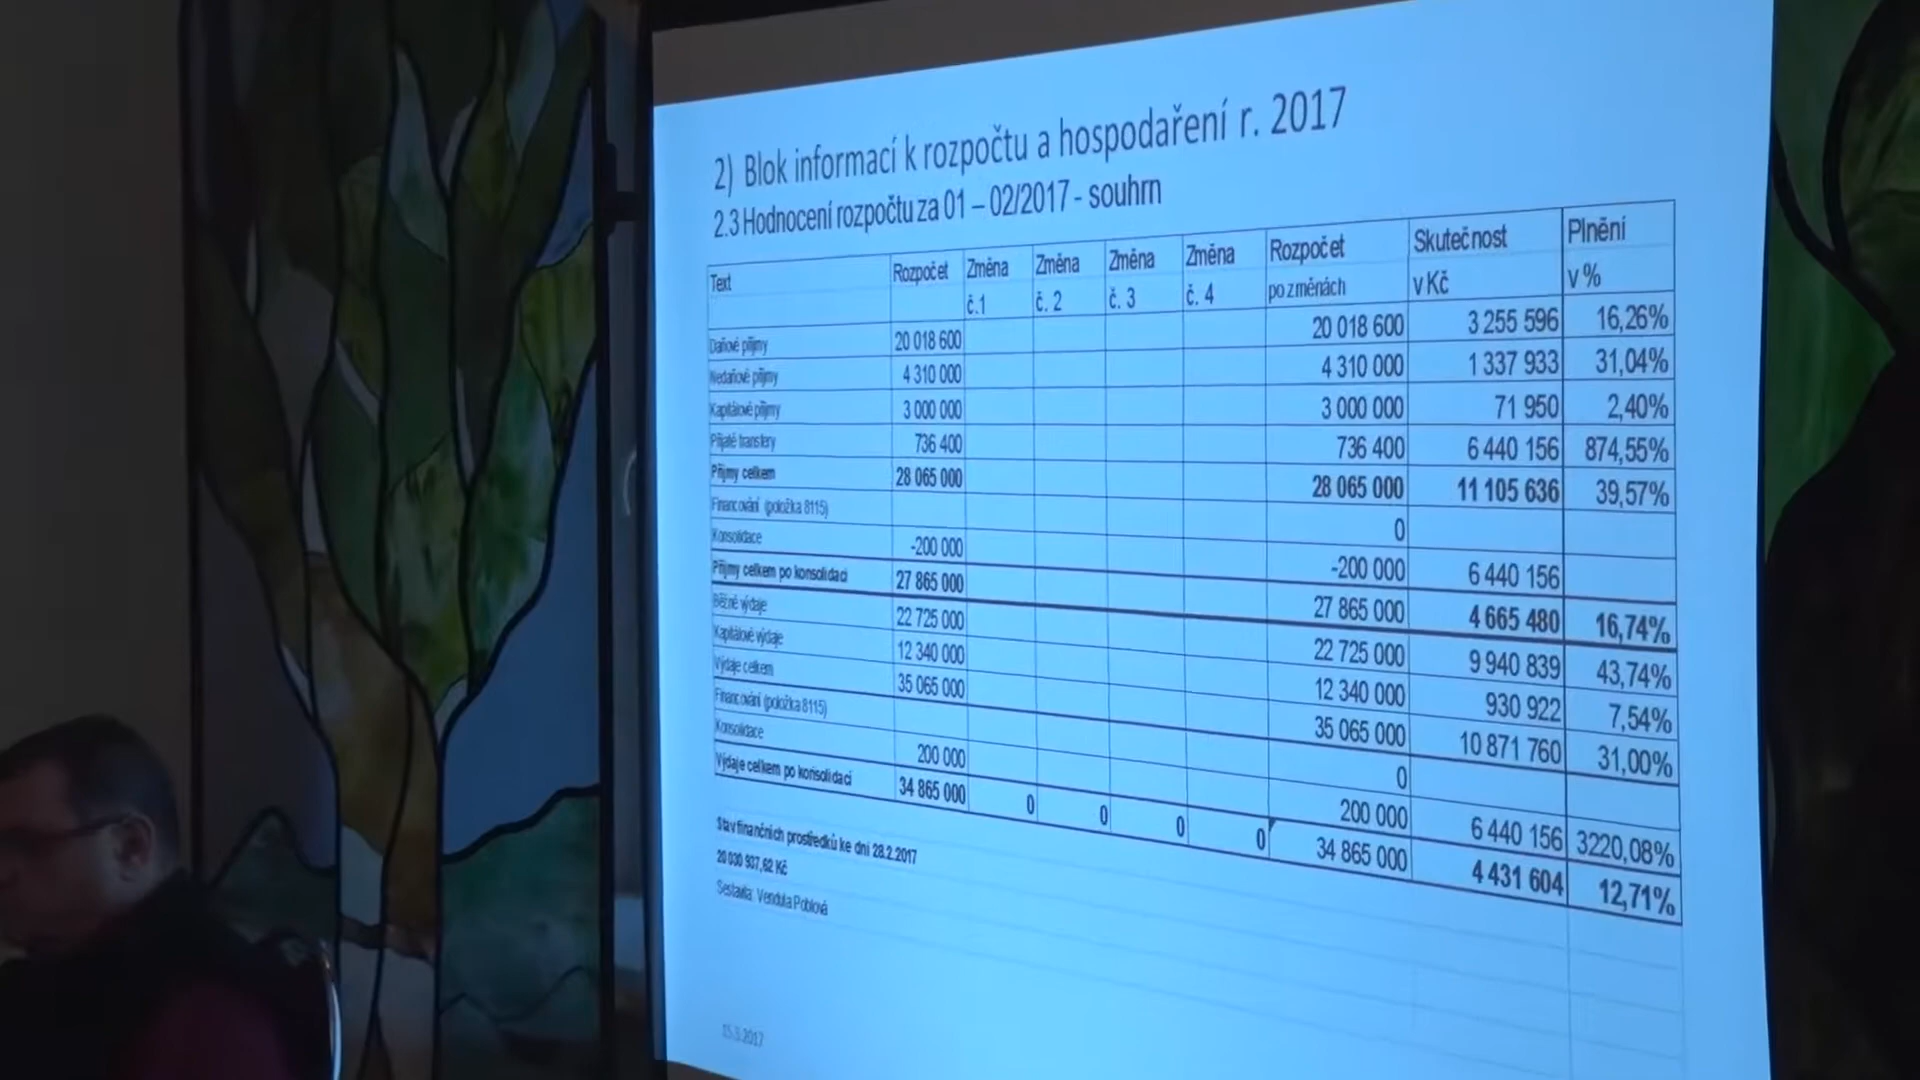 2) Blok informací k rozpočtu a hospodaření r. 2017
2.3 Hodnocení rozpočtu za 01 – 02/2017 - souhrn
Text Rozpočet Změna č.1 Změna č. 2 Změna č. 3 Změna č. 4 Rozpočet po změnách Skutečnost v Kč Plnění v %
Daňové příjmy 20 018 600 20 018 600 3 255 596 16,26%
Nedaňové příjmy 4 310 000 4 310 000 1 337 933 31,04%
Kapitálové příjmy 3 000 000 3 000 000 71 950 2,40%
Přijaté transfery 736 400 736 400 6 440 156 874,55%
Příjmy celkem 28 065 000 28 065 000 11 105 636 39,57%
Financování (položka 8115) 0
Konsolidace -200 000 -200 000 6 440 156
Příjmy celkem po konsolidaci 27 865 000 27 865 000 4 665 480 16,74%
Běžné výdaje 22 725 000 22 725 000 9 940 839 43,74%
Kapitálové výdaje 12 340 000 12 340 000 930 922 7,54%
Výdaje celkem 35 065 000 35 065 000 10 871 760 31,00%
Financování (položka 8115) 0
Konsolidace 200 000 200 000 6 440 156 3220,08%
Výdaje celkem po konsolidaci 34 865 000 0 0 0 0 34 865 000 4 431 604 12,71%
Stav finančních prostředků ke dni 28.2.2017
20 030 937,62 Kč
Sestavila: Vendula Poblová
15.3.2017